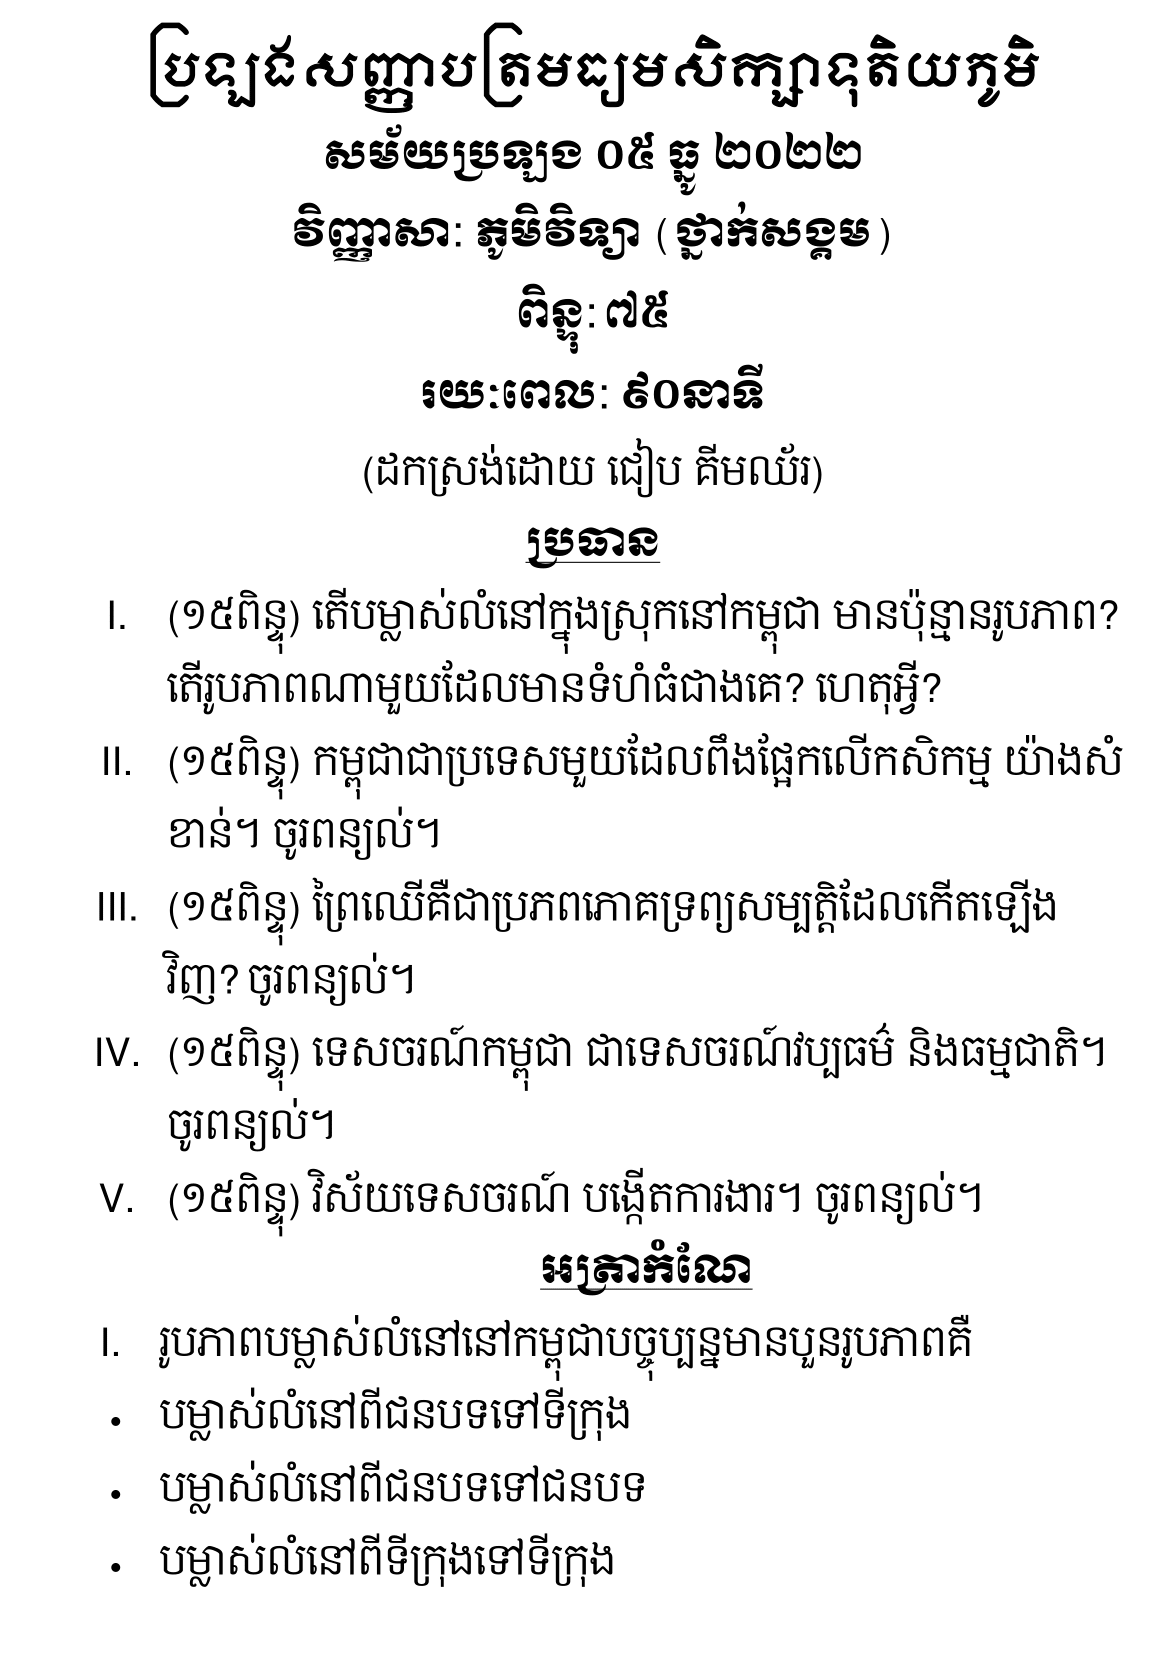 ប្រឡងសញ្ញាបត្រមធ្យមសិក្សាទុតិយភូមិ
សម័យប្រឡង ០៥ ធ្នូ ២០២២
វិញ្ញាសា: ភូមិវិទ្យា (ថ្នាក់សង្គម)
ពិន្ទុ: ៧៥
រយ:ពេល: ៩០នាទី
(ដកស្រង់ដោយ ជៀប គីមឈ័រ)
ប្រធាន
I. (១៥ពិន្ទុ) តើបម្លាស់លំនៅក្នុងស្រុកនៅកម្ពុជា មានប៉ុន្មានរូបភាព?
តើរូបភាពណាមួយដែលមានទំហំធំជាងគេ? ហេតុអ្វី?
II. (១៥ពិន្ទុ) កម្ពុជាជាប្រទេសមួយដែលពឹងផ្អែកលើកសិកម្ម យ៉ាងសំ
ខាន់។ ចូរពន្យល់។
III. (១៥ពិន្ទុ) ព្រៃឈើគឺជាប្រភពភោគទ្រព្យសម្បត្តិដែលកើតឡើង
វិញ? ចូរពន្យល់។
IV. (១៥ពិន្ទុ) ទេសចរណ៍កម្ពុជា ជាទេសចរណ៍វប្បធម៌ និងធម្មជាតិ។
ចូរពន្យល់។
V. (១៥ពិន្ទុ) វិស័យទេសចរណ៍ បង្កើតការងារ។ ចូរពន្យល់។
អត្រាកំណែ
I. រូបភាពបម្លាស់លំនៅនៅកម្ពុជាបច្ចុប្បន្នមានបួនរូបភាពគឺ
• បម្លាស់លំនៅពីជនបទទៅទីក្រុង
• បម្លាស់លំនៅពីជនបទទៅជនបទ
• បម្លាស់លំនៅពីទីក្រុងទៅទីក្រុង